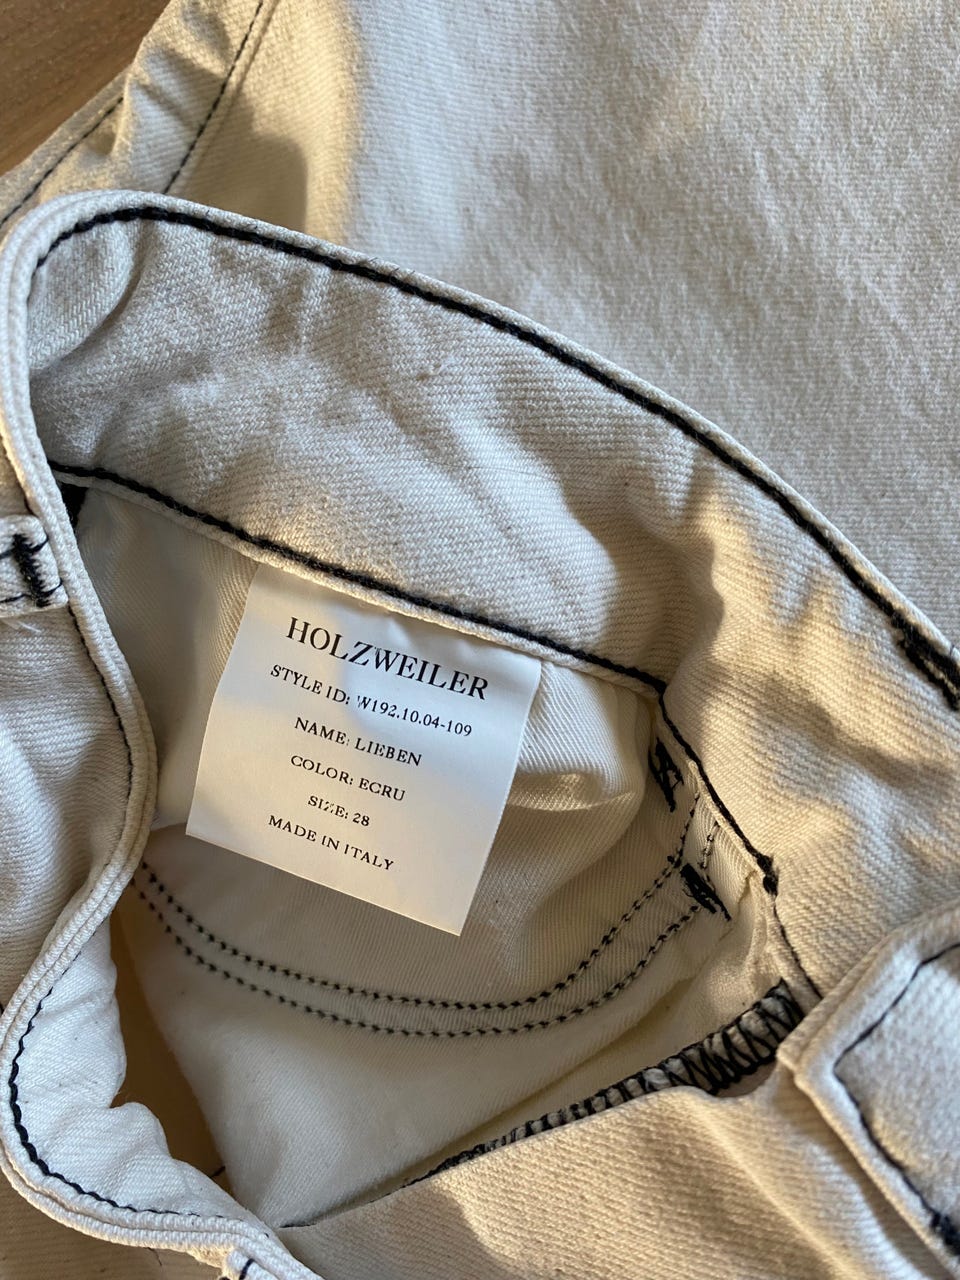 HOLZWEILER
STYLE ID: W192.10.04-109
NAME: LIEBEN
COLOR: ECRU
SIZE: 28
MADE IN ITALY